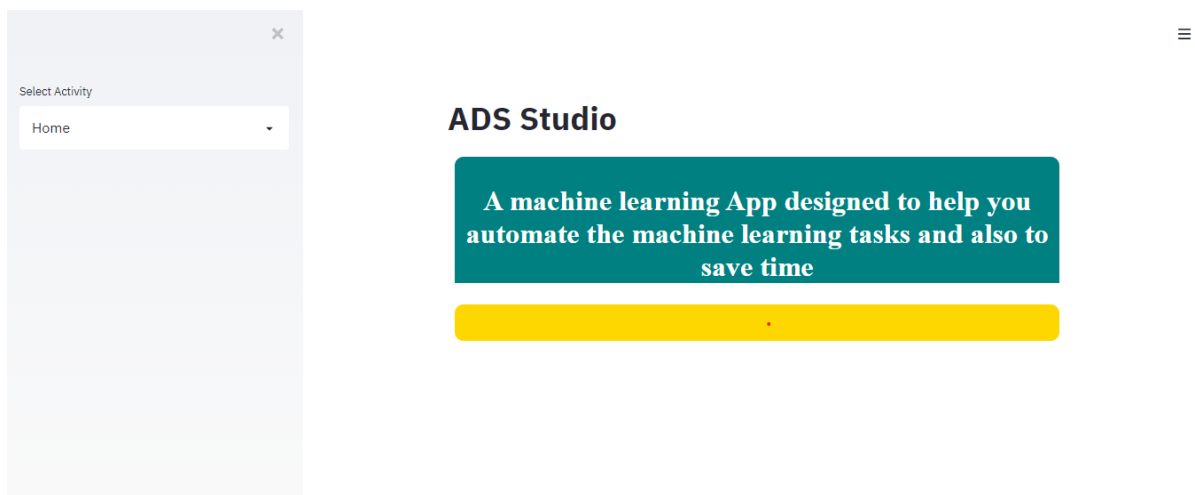 Select Activity
Home
ADS Studio
A machine learning App designed to help you
automate the machine learning tasks and also to
save time